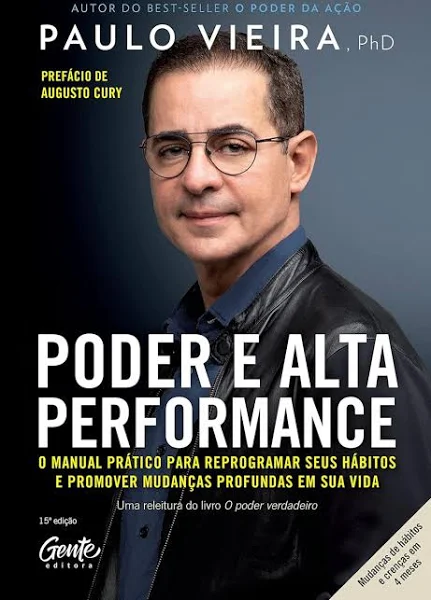 AUTOR DO BEST-SELLER O PODER DA AÇÃO
PAULO VIEIRA, PhD
PREFÁCIO DE
AUGUSTO CURY
PODER E ALTA
PERFORMANCE
O MANUAL PRÁTICO PARA REPROGRAMAR SEUS HÁBITOS
E PROMOVER MUDANÇAS PROFUNDAS EM SUA VIDA
Uma releitura do livro O poder verdadeiro
15ª edição
Gente
editora
Mudanças de hábitos
e crenças em
4 meses